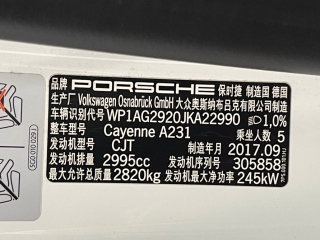 品牌 PORSCHE 保时捷 制造国 德国
生产厂 Volkswagen Osnabrück GmbH 大众奥斯纳布吕克有限公司
车辆识别代号 WP1AG2920JKA22990 1,0%
整车型号 Cayenne A231 乘坐人数 5
发动机型号 CJT 制造年月 2017.09
发动机排量 2995cc 发动机号 305858
最大允许总质量 2820kg 发动机最大净功率 245kW